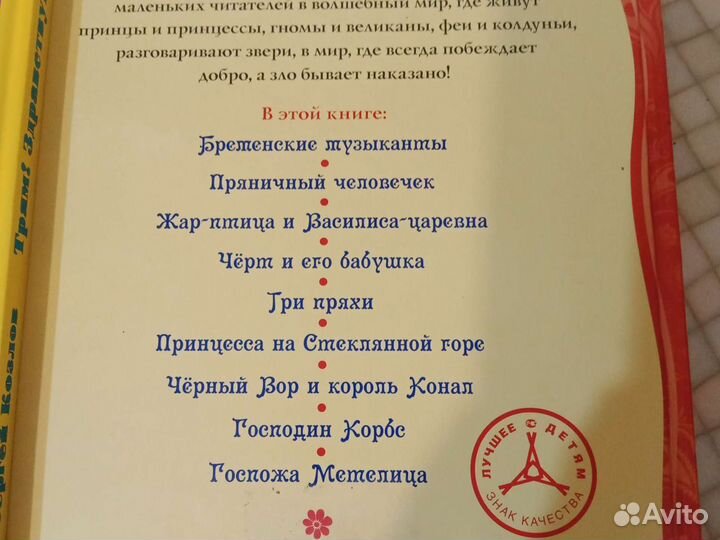 маленьких читателей в волшебный мир, где живут
принцы и принцессы, гномы и великаны, феи и колдуньи,
разговаривают звери, в мир, где всегда побеждает
добро, а зло бывает наказано!
В этой книге:
Бременские музыканты
Пряничный человечек
Жар-птица и Василиса-царевна
Чёрт и его бабушка
Три пряхи
Принцесса на Стеклянной горе
Чёрный Вор и король Конал
Господин Корбс
Госпожа Метелица
ЛУЧШЕЕ ДЕТЯМ
ЗНАК КАЧЕСТВА
Avito